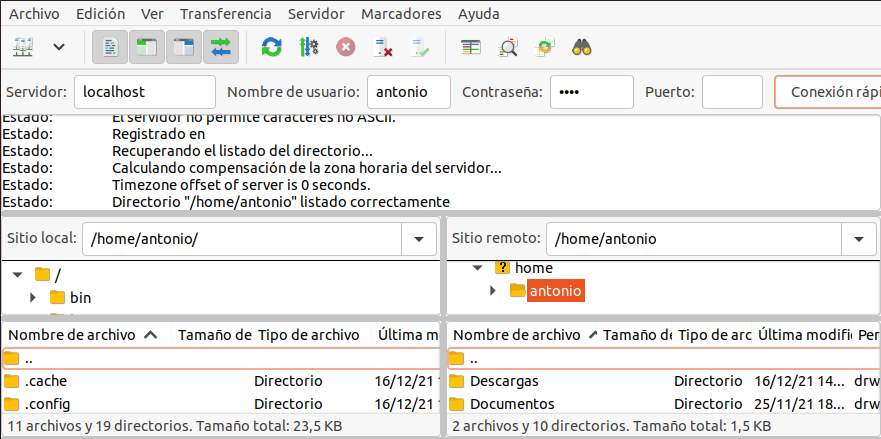 Archivo Edición Ver Transferencia Servidor Marcadores Ayuda
Servidor: localhost Nombre de usuario: antonio Contraseña: •••• Puerto: Conexión rápi
Estado: El servidor no permite caracteres no ASCII.
Estado: Registrado en
Estado: Recuperando el listado del directorio...
Estado: Calculando compensación de la zona horaria del servidor...
Estado: Timezone offset of server is 0 seconds.
Estado: Directorio "/home/antonio" listado correctamente
Sitio local: /home/antonio/
/
bin
Sitio remoto: /home/antonio
? home
antonio
Nombre de archivo Tamaño de Tipo de archivo Última m
..
.cache Directorio 16/12/21
.config Directorio 16/12/21
11 archivos y 19 directorios. Tamaño total: 23,5 KB
Nombre de archivo Tamaño de Tipo de arc Última modific Per
..
Descargas Directorio 16/12/21 14... drw
Documentos Directorio 25/11/21 18... drw
2 archivos y 10 directorios. Tamaño total: 1,5 KB